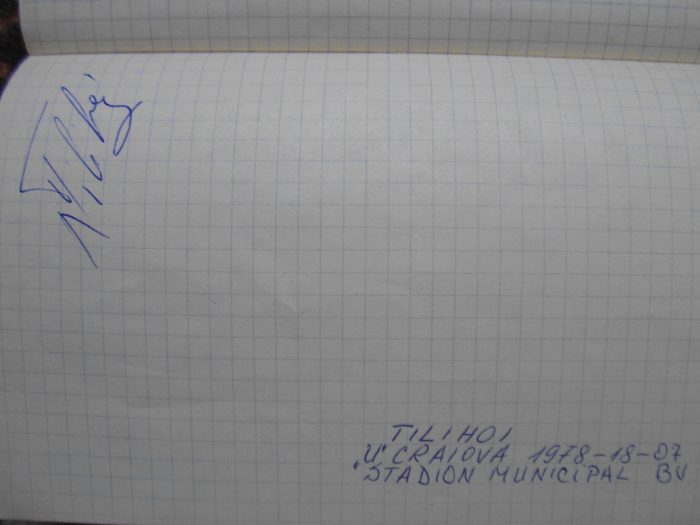 TILIHOI
"U" CRAIOVA 1978-18-07
STADION MUNICIPAL BV